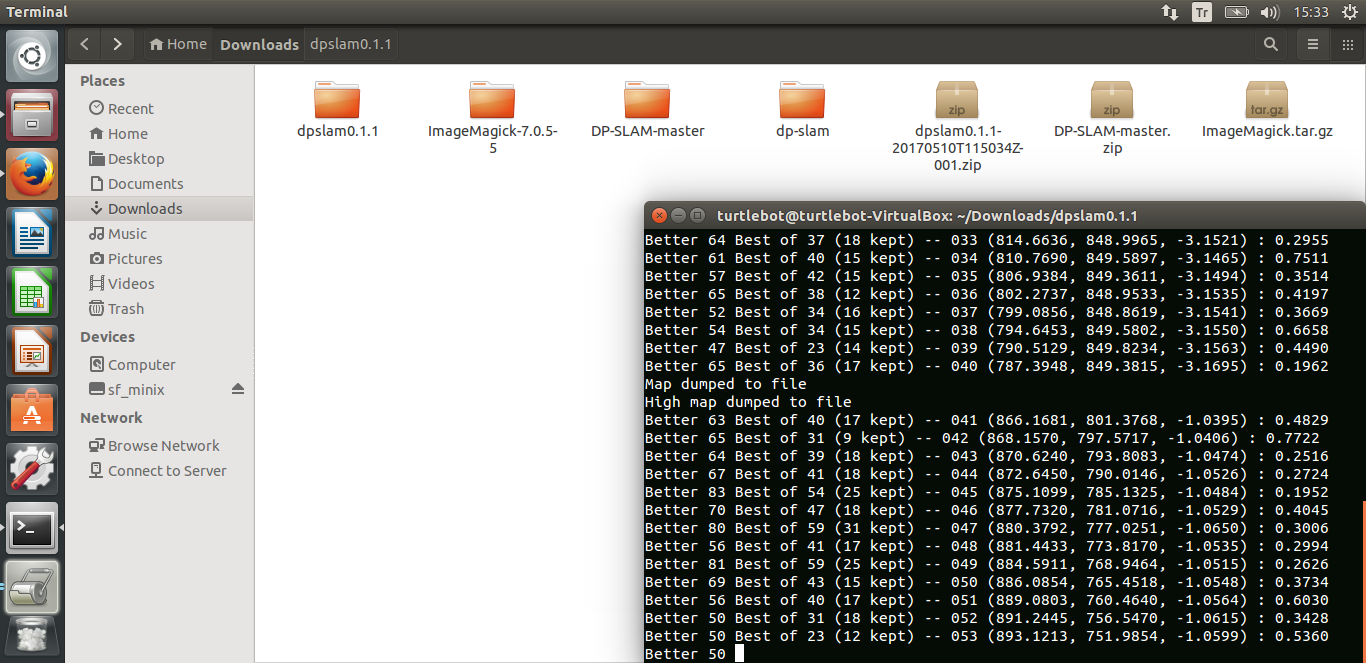 Terminal
Tr
15:33
Home
Downloads
dpslam0.1.1
Places
Recent
Home
Desktop
Documents
Downloads
Music
Pictures
Videos
Trash
Devices
Computer
sf_minix
Network
Browse Network
Connect to Server
dpslam0.1.1
ImageMagick-7.0.5-
5
DP-SLAM-master
dp-slam
zip
dpslam0.1.1-
20170510T115034Z-
001.zip
zip
DP-SLAM-master.
zip
tar.gz
ImageMagick.tar.gz
turtlebot@turtlebot-VirtualBox: ~/Downloads/dpslam0.1.1
Better 64 Best of 37 (18 kept) -- 033 (814.6636, 848.9965, -3.1521) : 0.2955
Better 61 Best of 40 (15 kept) -- 034 (810.7690, 849.5897, -3.1465) : 0.7511
Better 57 Best of 42 (15 kept) -- 035 (806.9384, 849.3611, -3.1494) : 0.3514
Better 65 Best of 38 (12 kept) -- 036 (802.2737, 848.9533, -3.1535) : 0.4197
Better 52 Best of 34 (16 kept) -- 037 (799.0856, 848.8619, -3.1541) : 0.3669
Better 54 Best of 34 (15 kept) -- 038 (794.6453, 849.5802, -3.1550) : 0.6658
Better 47 Best of 23 (14 kept) -- 039 (790.5129, 849.8234, -3.1563) : 0.4490
Better 65 Best of 36 (17 kept) -- 040 (787.3948, 849.3815, -3.1695) : 0.1962
Map dumped to file
High map dumped to file
Better 63 Best of 40 (17 kept) -- 041 (866.1681, 801.3768, -1.0395) : 0.4829
Better 65 Best of 31 (9 kept) -- 042 (868.1570, 797.5717, -1.0406) : 0.7722
Better 64 Best of 39 (18 kept) -- 043 (870.6240, 793.8083, -1.0474) : 0.2516
Better 67 Best of 41 (18 kept) -- 044 (872.6450, 790.0146, -1.0526) : 0.2724
Better 83 Best of 54 (25 kept) -- 045 (875.1099, 785.1325, -1.0484) : 0.1952
Better 70 Best of 47 (18 kept) -- 046 (877.7320, 781.0716, -1.0529) : 0.4045
Better 80 Best of 59 (31 kept) -- 047 (880.3792, 777.0251, -1.0650) : 0.3006
Better 56 Best of 41 (17 kept) -- 048 (881.4433, 773.8170, -1.0535) : 0.2994
Better 81 Best of 59 (25 kept) -- 049 (884.5911, 768.9464, -1.0515) : 0.2626
Better 69 Best of 43 (15 kept) -- 050 (886.0854, 765.4518, -1.0548) : 0.3734
Better 56 Best of 40 (17 kept) -- 051 (889.0803, 760.4640, -1.0564) : 0.6030
Better 50 Best of 31 (18 kept) -- 052 (891.2445, 756.5470, -1.0615) : 0.3428
Better 50 Best of 23 (12 kept) -- 053 (893.1213, 751.9854, -1.0599) : 0.5360
Better 50